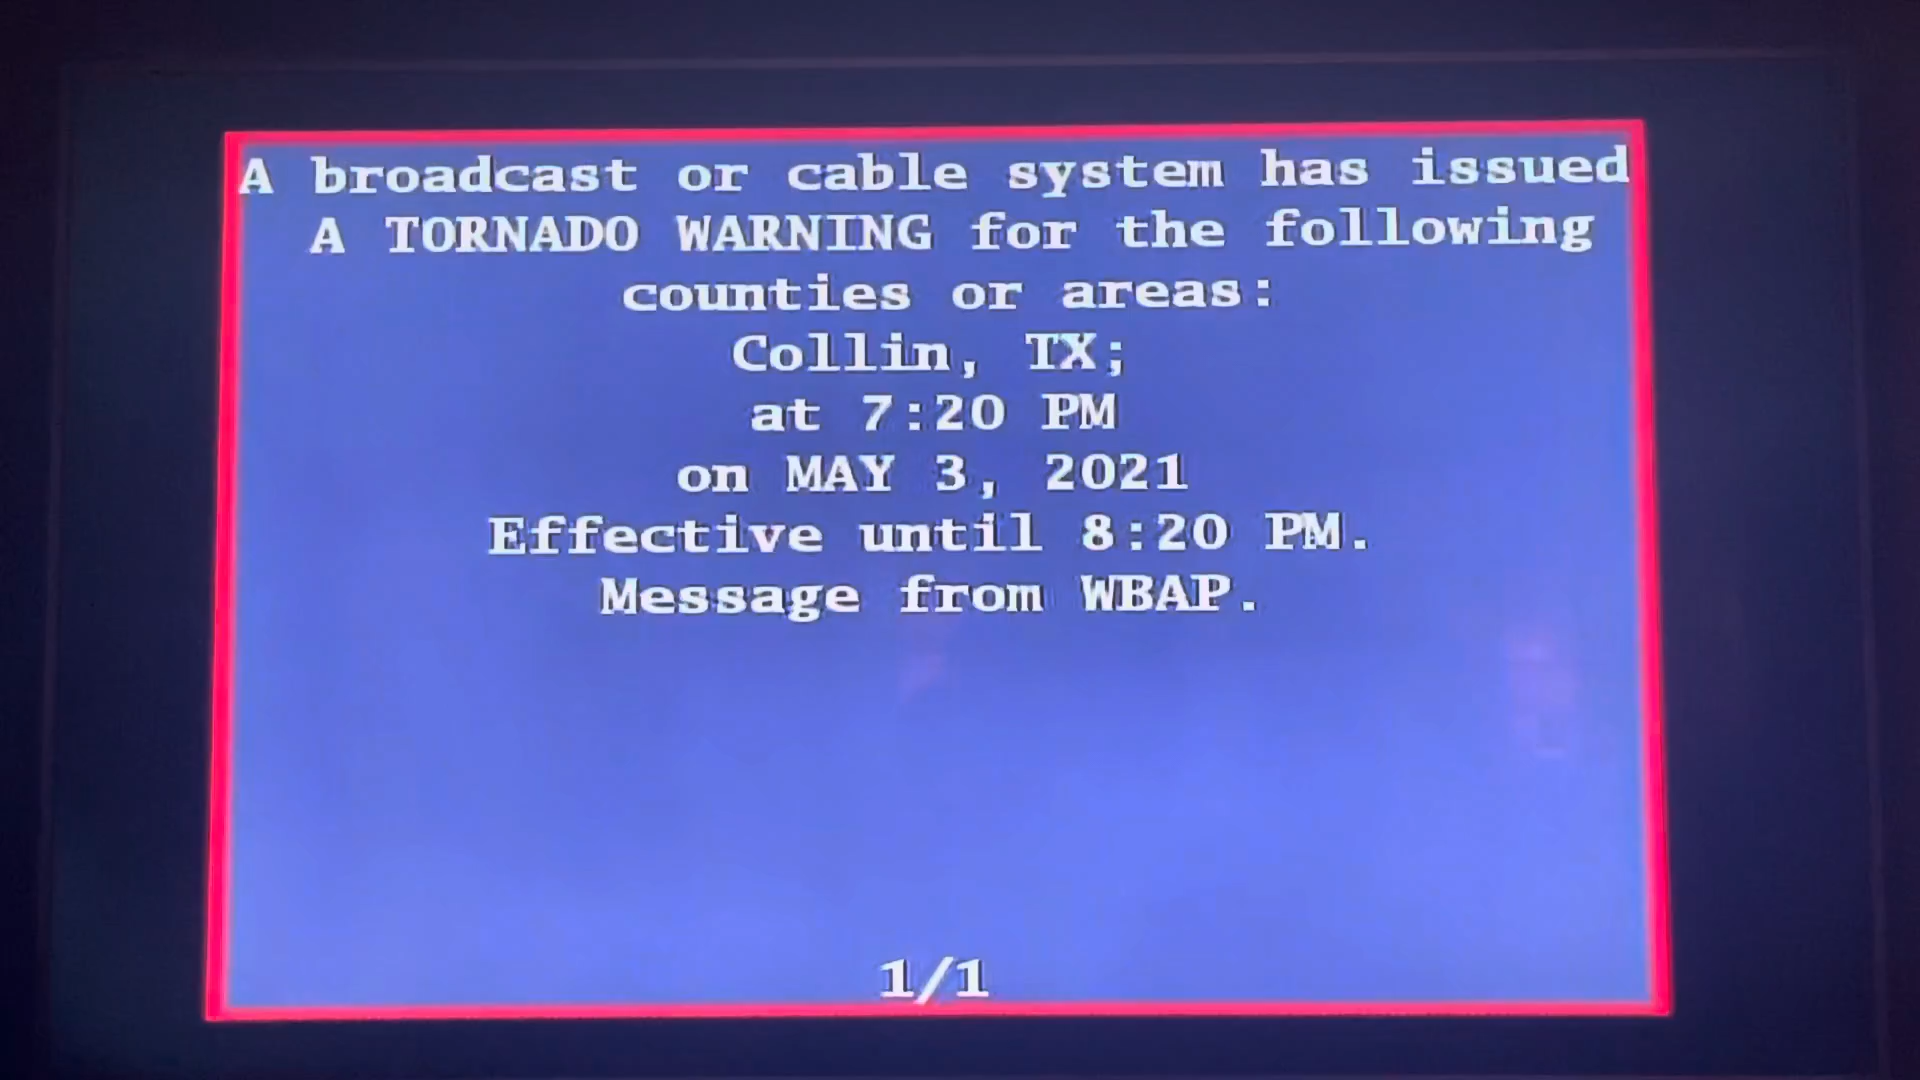 A broadcast or cable system has issued
A TORNADO WARNING for the following
counties or areas:
Collin, TX;
at 7:20 PM
on MAY 3, 2021
Effective until 8:20 PM.
Message from WBAP.
1/1